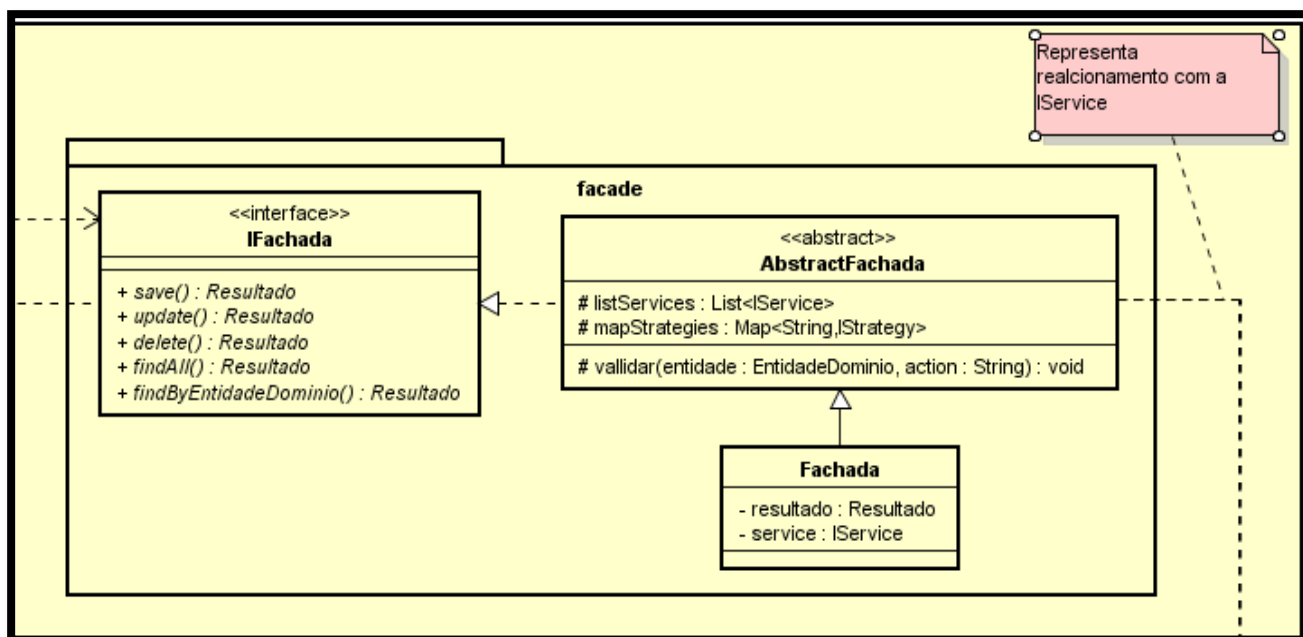 Representa
realcionamento com a
IService
facade
<<interface>>
IFachada
+ save() : Resultado
+ update() : Resultado
+ delete() : Resultado
+ findAll() : Resultado
+ findByEntidadeDominio() : Resultado
<<abstract>>
AbstractFachada
# listServices : List<IService>
# mapStrategies : Map<String,IStrategy>
# vallidar(entidade : EntidadeDominio, action : String) : void
Fachada
- resultado : Resultado
- service : IService